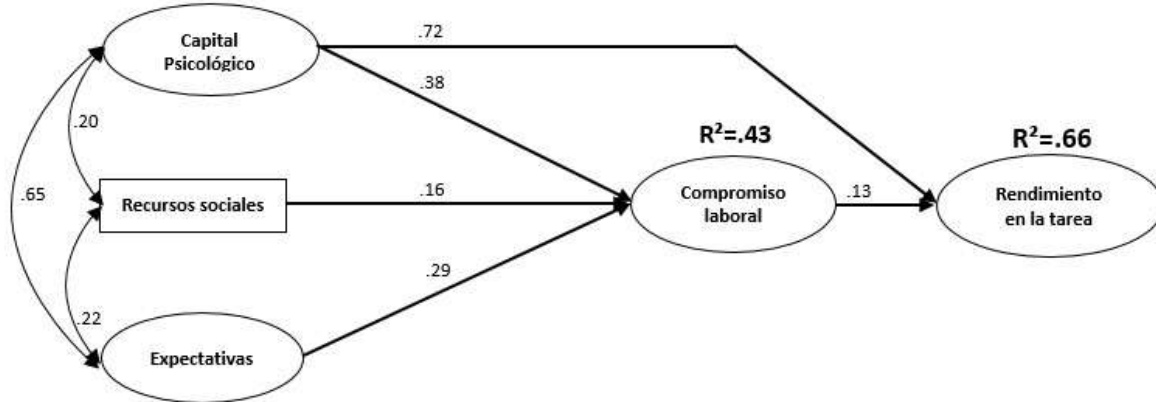 Capital
Psicológico
.72
.38
.20
R²=.43
R²=.66
.65
Recursos sociales
.16
Compromiso
laboral
.13
Rendimiento
en la tarea
.29
.22
Expectativas